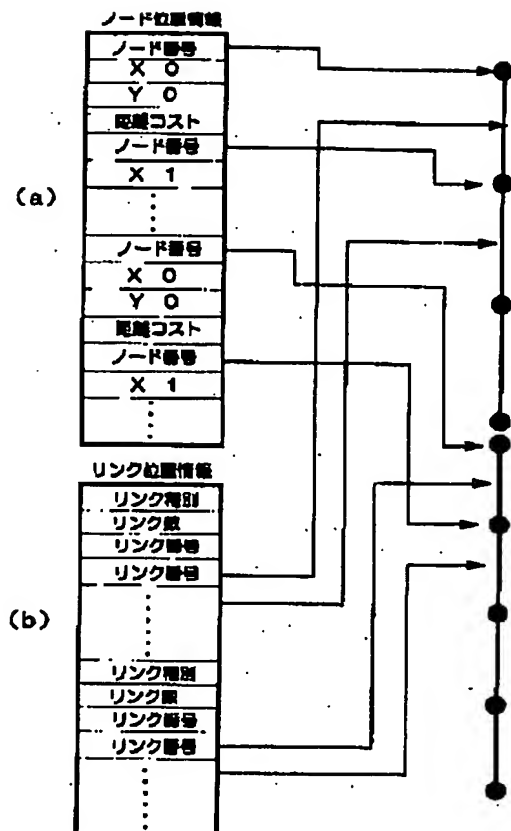 ノード位置情報
ノード番号
X 0
Y 0
距離コスト
ノード番号
X 1
(a)
ノード番号
X 0
Y 0
距離コスト
ノード番号
X 1
リンク位置情報
リンク種別
リンク数
リンク番号
リンク番号
(b)
リンク種別
リンク数
リンク番号
リンク番号